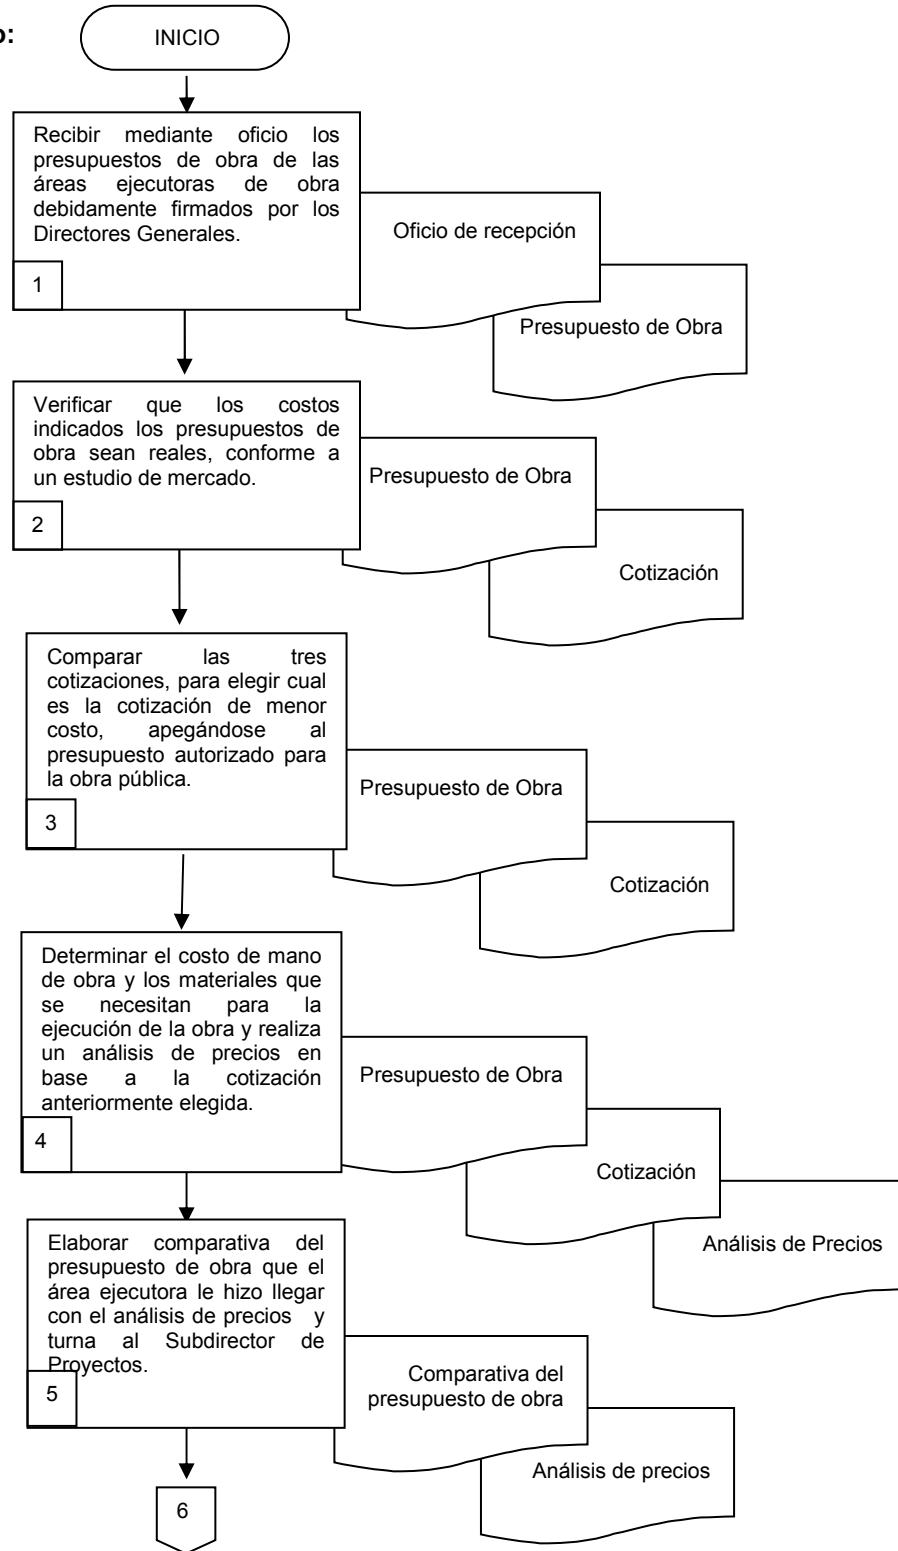 o:
INICIO
Recibir mediante oficio los
presupuestos de obra de las
áreas ejecutoras de obra
debidamente firmados por los
Directores Generales.
1
Oficio de recepción
Presupuesto de Obra
Verificar que los costos
indicados los presupuestos de
obra sean reales, conforme a
un estudio de mercado.
2
Presupuesto de Obra
Cotización
Comparar las tres
cotizaciones, para elegir cual
es la cotización de menor
costo, apegándose al
presupuesto autorizado para
la obra pública.
3
Presupuesto de Obra
Cotización
Determinar el costo de mano
de obra y los materiales que
se necesitan para la
ejecución de la obra y realiza
un análisis de precios en
base a la cotización
anteriormente elegida.
4
Presupuesto de Obra
Cotización
Análisis de Precios
Elaborar comparativa del
presupuesto de obra que el
área ejecutora le hizo llegar
con el análisis de precios y
turna al Subdirector de
Proyectos.
5
Comparativa del
presupuesto de obra
Análisis de precios
6